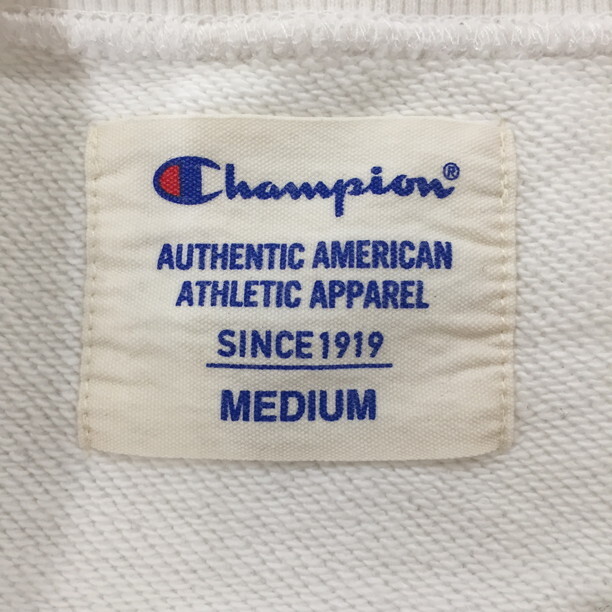 Champion®
AUTHENTIC AMERICAN
ATHLETIC APPAREL
SINCE 1919
MEDIUM